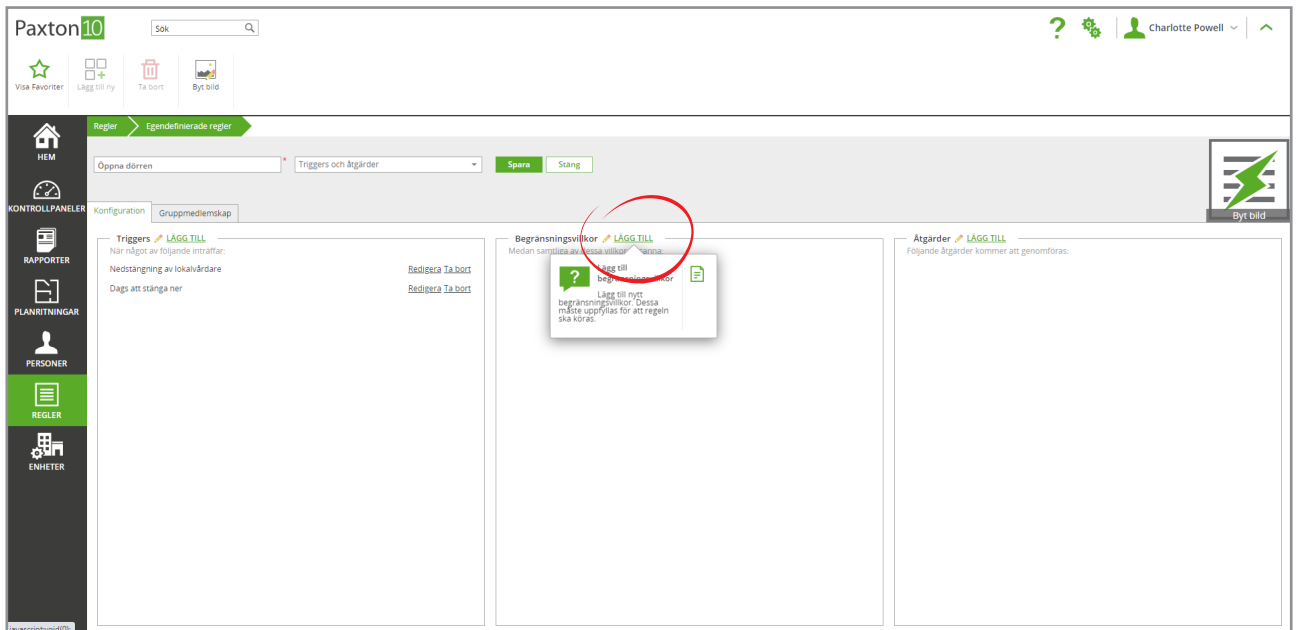 Paxton 10
Sök
Charlotte Powell
Visa Favoriter
Lägg till ny
Ta bort
Byt bild
HEM
KONTROLLPANELER
RAPPORTER
PLANRITNINGAR
PERSONER
REGLER
ENHETER
Regler
Egendefinierade regler
Öppna dörren *
Triggers och åtgärder
Spara
Stäng
Byt bild
Konfiguration
Gruppmedlemskap
Triggers LÄGG TILL
När något av följande inträffar:
Nedstängning av lokalvårdare Redigera Ta bort
Dags att stänga ner Redigera Ta bort
Begränsningsvillkor LÄGG TILL
Medan samtliga av dessa villkor
Lägg till
begränsningsvillkor
Lägg till nytt
begränsningsvillkor. Dessa
måste uppfyllas för att regeln
ska köras.
Åtgärder LÄGG TILL
Följande åtgärder kommer att genomföras: